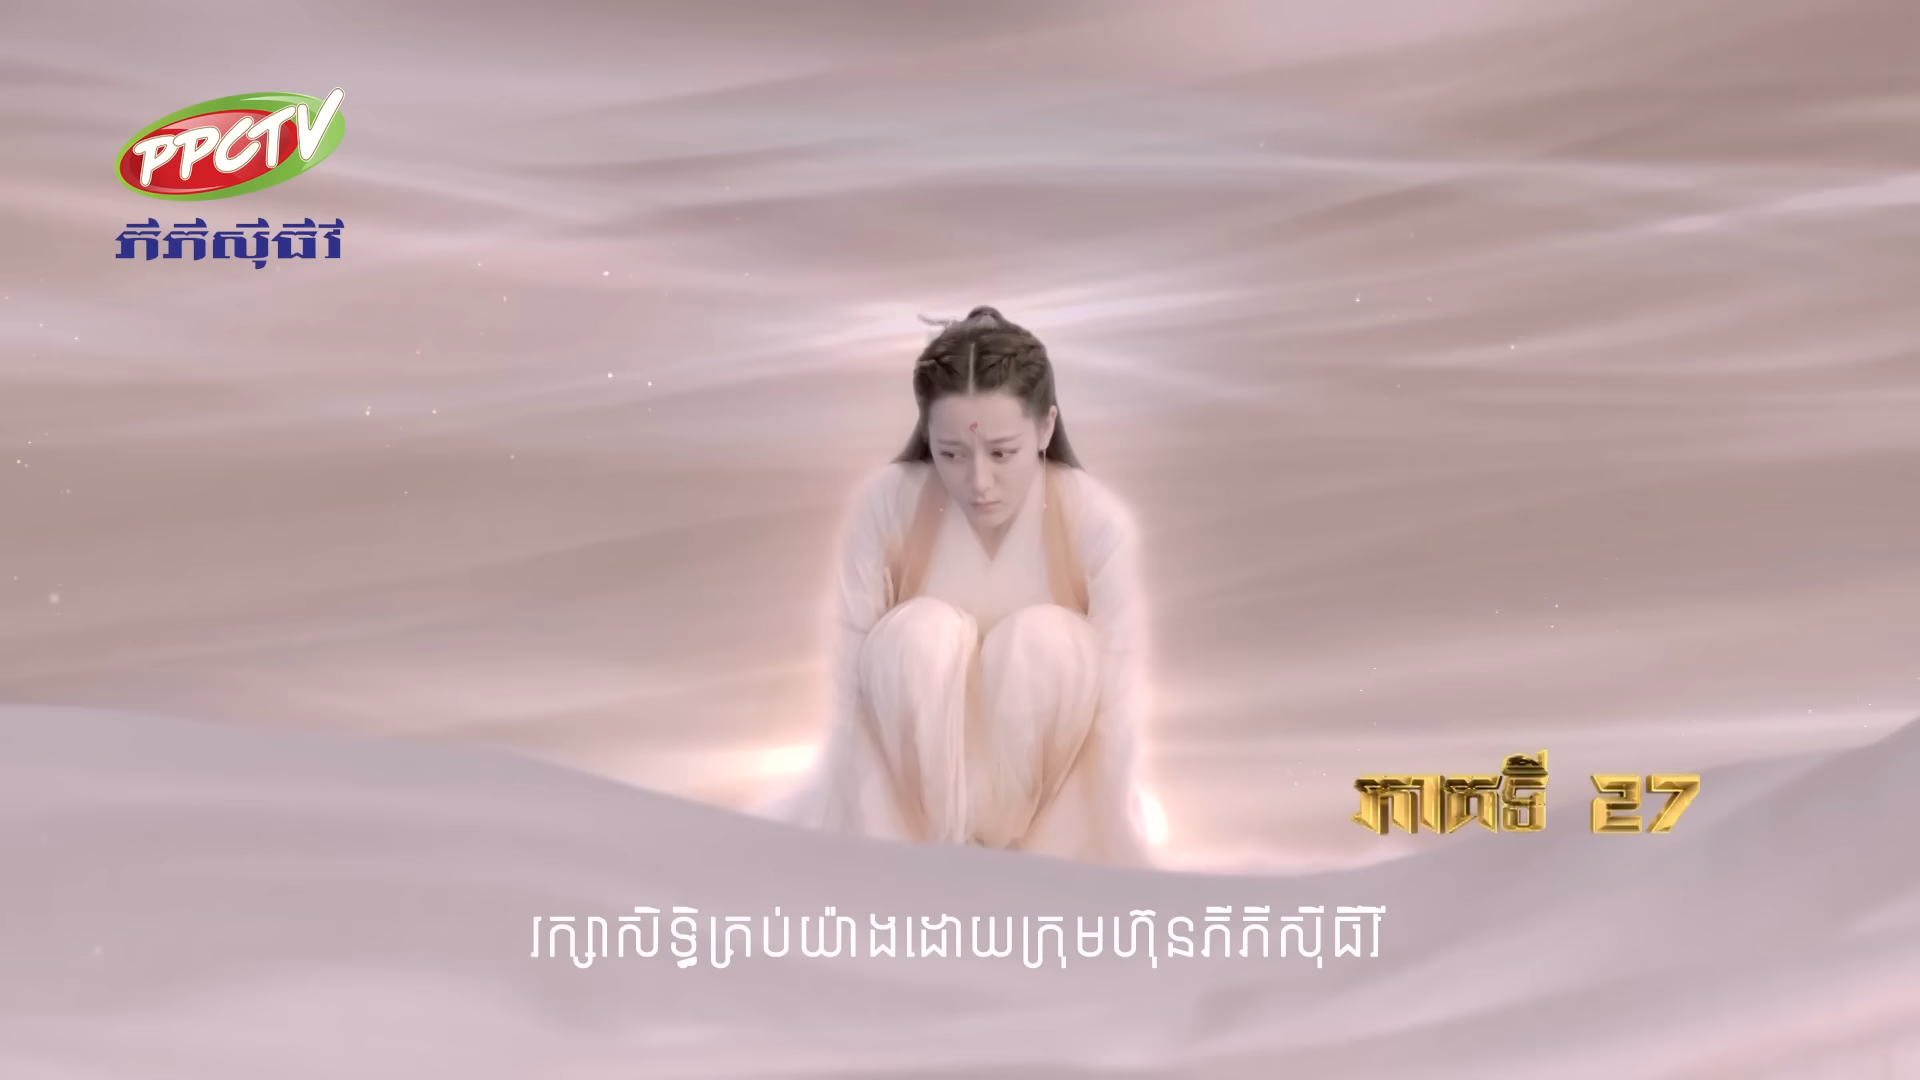 PPCTV
ភីភីស៊ីធីវី
ភាគទី 27
រក្សាសិទ្ធិគ្រប់យ៉ាងដោយក្រុមហ៊ុនភីភីស៊ីធីវី